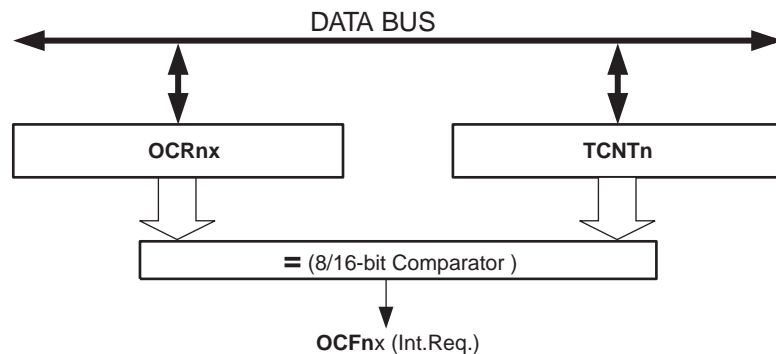 DATA BUS
OCRnx
TCNTn
= (8/16-bit Comparator )
OCFnx (Int.Req.)